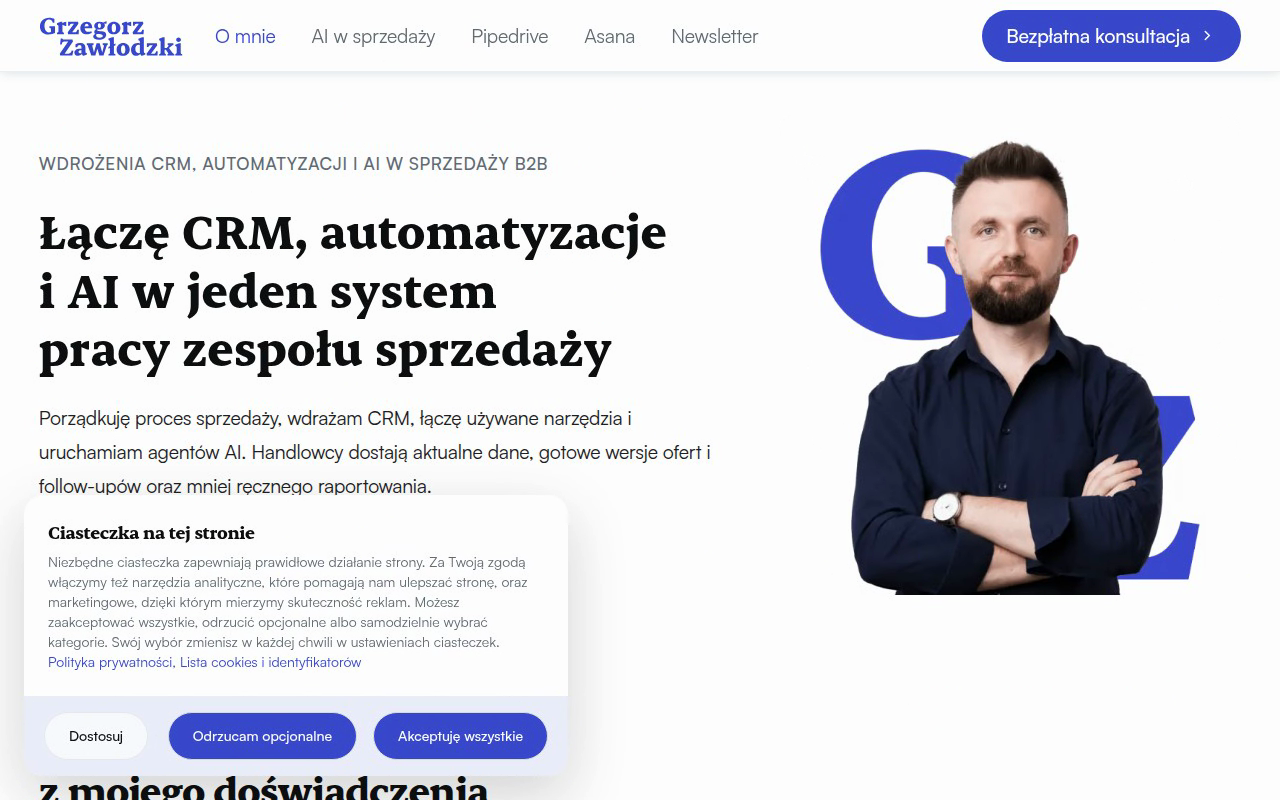 Grzegorz
Zawłodzki
O mnie
AI w sprzedaży
Pipedrive
Asana
Newsletter
Bezpłatna konsultacja
WDROŻENIA CRM, AUTOMATYZACJI I AI W SPRZEDAŻY B2B
Łączę CRM, automatyzacje
i AI w jeden system
pracy zespołu sprzedaży
Porządkuję proces sprzedaży, wdrażam CRM, łączę używane narzędzia i
uruchamiam agentów AI. Handlowcy dostają aktualne dane, gotowe wersje ofert i
follow-upów oraz mniej ręcznego raportowania.
G
Z
Ciasteczka na tej stronie
Niezbędne ciasteczka zapewniają prawidłowe działanie strony. Za Twoją zgodą
włączymy też narzędzia analityczne, które pomagają nam ulepszać stronę, oraz
marketingowe, dzięki którym mierzymy skuteczność reklam. Możesz
zaakceptować wszystkie, odrzucić opcjonalne albo samodzielnie wybrać
kategorie. Swój wybór zmienisz w każdej chwili w ustawieniach ciasteczek.
Polityka prywatności, Lista cookies i identyfikatorów
Dostosuj
Odrzucam opcjonalne
Akceptuję wszystkie
z mojego doświadczenia